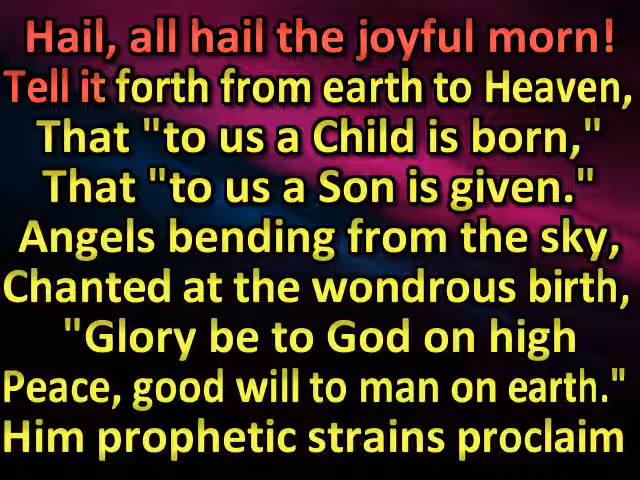 Hail, all hail the joyful morn!
Tell it forth from earth to Heaven,
That "to us a Child is born,"
That "to us a Son is given."
Angels bending from the sky,
Chanted at the wondrous birth,
"Glory be to God on high
Peace, good will to man on earth."
Him prophetic strains proclaim